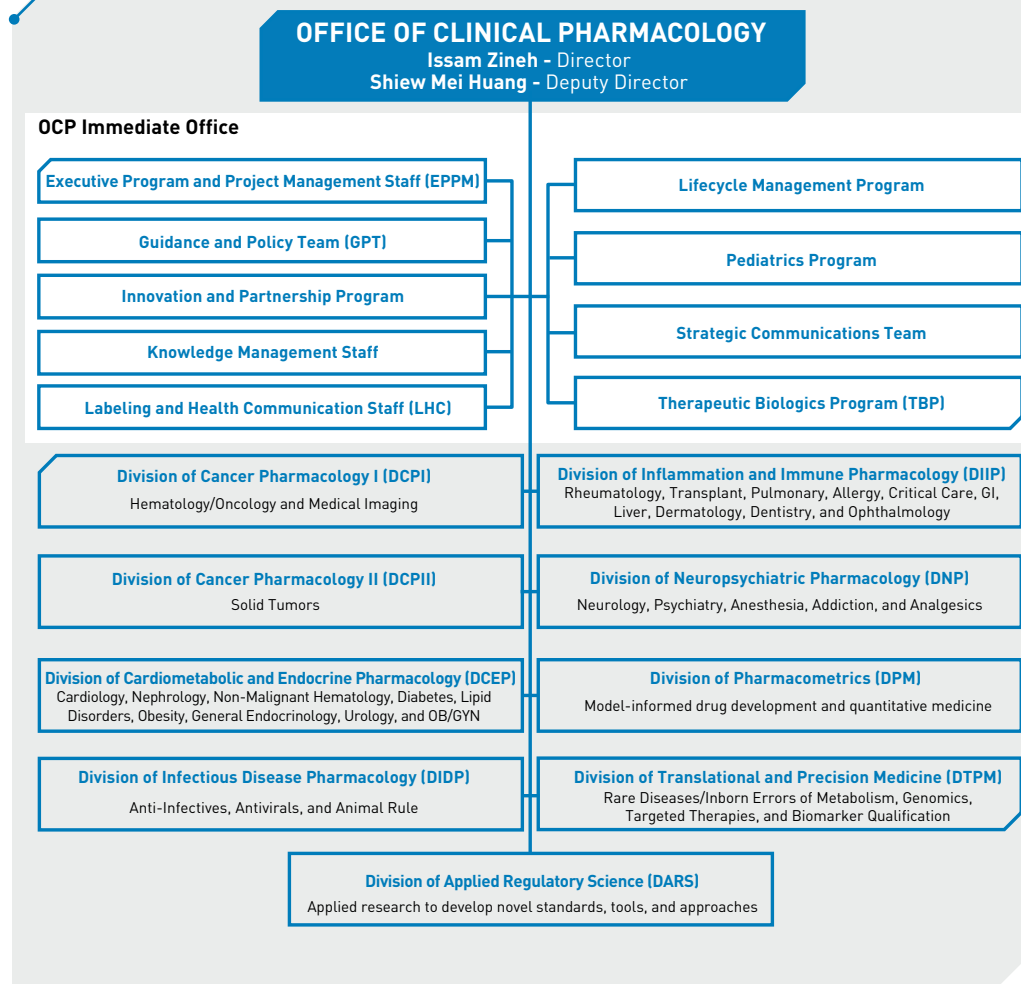 OFFICE OF CLINICAL PHARMACOLOGY
Issam Zineh - Director
Shiew Mei Huang - Deputy Director
OCP Immediate Office
Executive Program and Project Management Staff (EPPM)
Guidance and Policy Team (GPT)
Innovation and Partnership Program
Knowledge Management Staff
Labeling and Health Communication Staff (LHC)
Lifecycle Management Program
Pediatrics Program
Strategic Communications Team
Therapeutic Biologics Program (TBP)
Division of Cancer Pharmacology I (DCPI)
Hematology/Oncology and Medical Imaging
Division of Inflammation and Immune Pharmacology (DIIP)
Rheumatology, Transplant, Pulmonary, Allergy, Critical Care, GI,
Liver, Dermatology, Dentistry, and Ophthalmology
Division of Cancer Pharmacology II (DCPII)
Solid Tumors
Division of Neuropsychiatric Pharmacology (DNP)
Neurology, Psychiatry, Anesthesia, Addiction, and Analgesics
Division of Cardiometabolic and Endocrine Pharmacology (DCEP)
Cardiology, Nephrology, Non-Malignant Hematology, Diabetes, Lipid
Disorders, Obesity, General Endocrinology, Urology, and OB/GYN
Division of Pharmacometrics (DPM)
Model-informed drug development and quantitative medicine
Division of Infectious Disease Pharmacology (DIDP)
Anti-Infectives, Antivirals, and Animal Rule
Division of Translational and Precision Medicine (DTPM)
Rare Diseases/Inborn Errors of Metabolism, Genomics,
Targeted Therapies, and Biomarker Qualification
Division of Applied Regulatory Science (DARS)
Applied research to develop novel standards, tools, and approaches